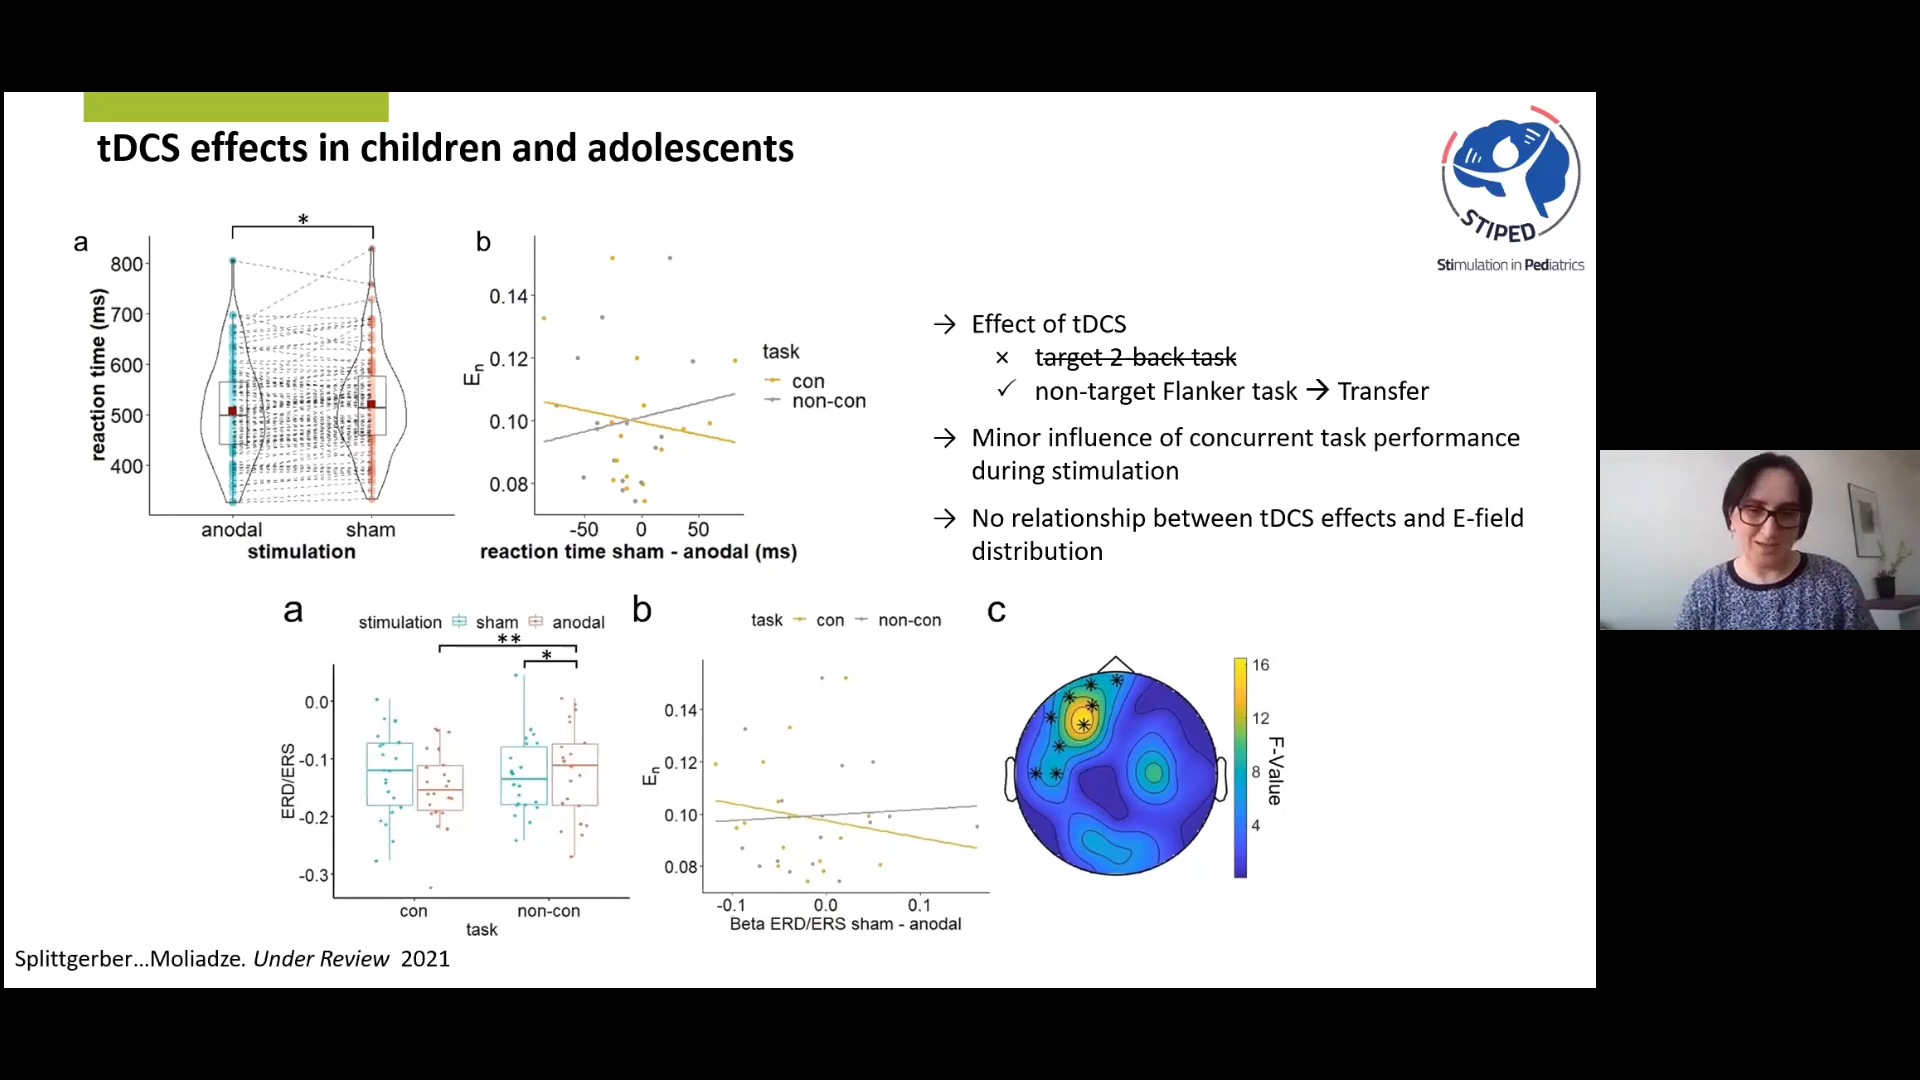 tDCS effects in children and adolescents
STIPED
Stimulation in Pediatrics
a
*
reaction time (ms)
800
700
600
500
400
anodal sham
stimulation
b
E_n
0.14
0.12
0.10
0.08
-50 0 50
reaction time sham - anodal (ms)
task
con
non-con
→ Effect of tDCS
× target 2-back task
✓ non-target Flanker task → Transfer
→ Minor influence of concurrent task performance
during stimulation
→ No relationship between tDCS effects and E-field
distribution
a
stimulation sham anodal
**
*
ERD/ERS
0.0
-0.1
-0.2
-0.3
con non-con
task
b
task con non-con
E_n
0.14
0.12
0.10
0.08
-0.1 0.0 0.1
Beta ERD/ERS sham - anodal
c
16
12
8
4
F-Value
Splittgerber...Moliadze. Under Review 2021